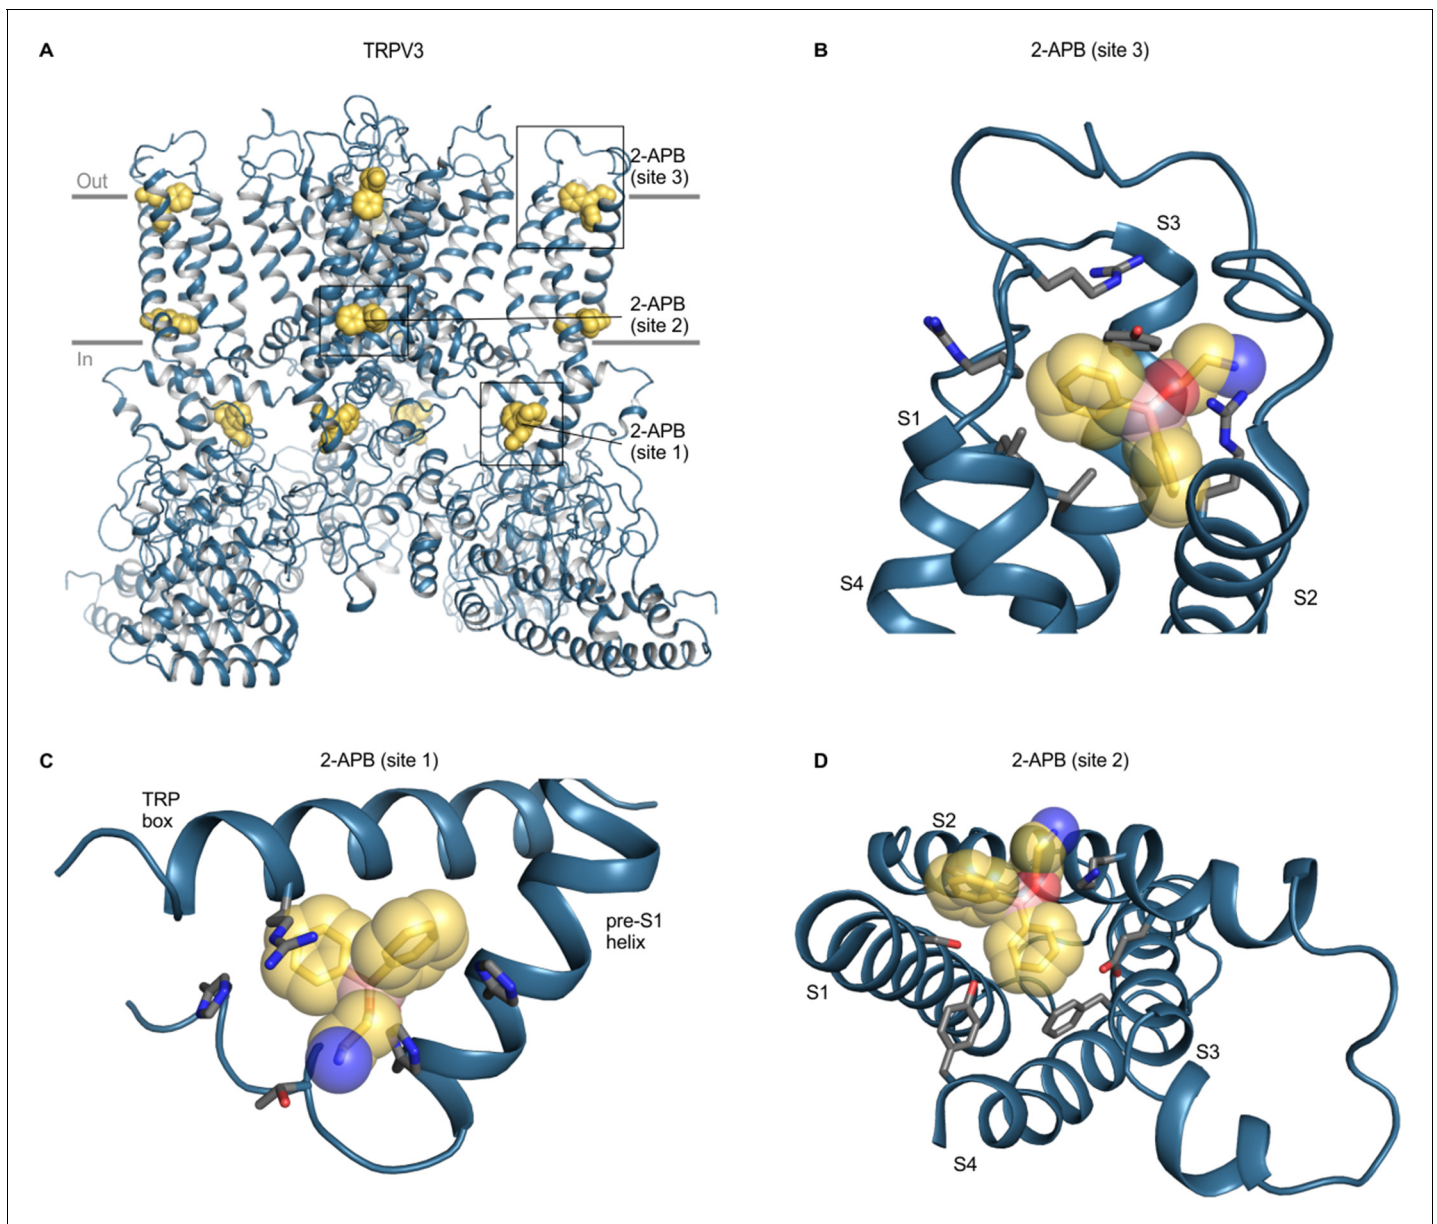 A
TRPV3
Out
In
2-APB
(site 3)
2-APB
(site 2)
2-APB
(site 1)
B
2-APB (site 3)
S3
S1
S4
S2
C
2-APB (site 1)
TRP
box
pre-S1
helix
D
2-APB (site 2)
S2
S1
S3
S4